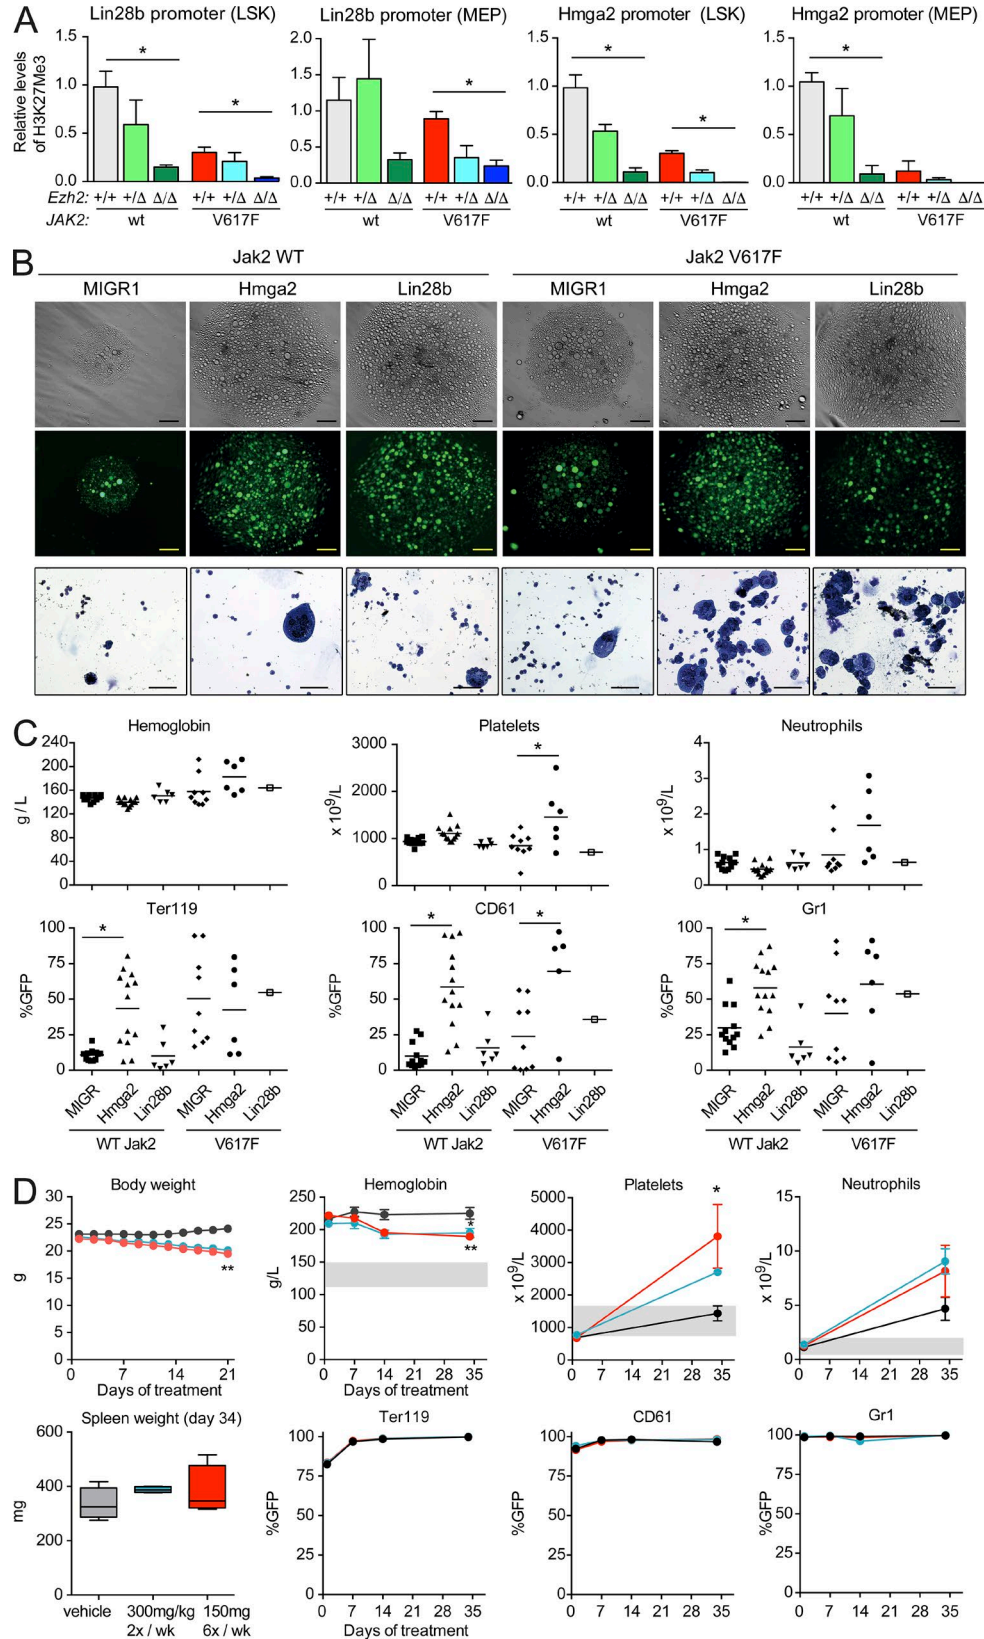 A
Lin28b promoter (LSK)
Lin28b promoter (MEP)
Hmga2 promoter (LSK)
Hmga2 promoter (MEP)
Relative levels
of H3K27Me3
1.5
1.0
0.5
0.0
*
*
2.0
1.5
1.0
0.5
0.0
*
1.5
1.0
0.5
0.0
*
*
1.5
1.0
0.5
0.0
*
Ezh2: +/+ +/Δ Δ/Δ +/+ +/Δ Δ/Δ
+/+ +/Δ Δ/Δ +/+ +/Δ Δ/Δ
+/+ +/Δ Δ/Δ +/+ +/Δ Δ/Δ
+/+ +/Δ Δ/Δ +/+ +/Δ Δ/Δ
JAK2: wt V617F
wt V617F
wt V617F
wt V617F
B
Jak2 WT
Jak2 V617F
MIGR1 Hmga2 Lin28b MIGR1 Hmga2 Lin28b
C
Hemoglobin
g / L
240
200
160
120
80
40
0
Platelets
x 10⁹/L
3000
2000
1000
0
*
Neutrophils
x 10⁹/L
4
3
2
1
0
Ter119
%GFP
100
75
50
25
0
*
MIGR Hmga2 Lin28b MIGR Hmga2 Lin28b
WT Jak2 V617F
CD61
%GFP
100
75
50
25
0
* *
MIGR Hmga2 Lin28b MIGR Hmga2 Lin28b
WT Jak2 V617F
Gr1
%GFP
100
75
50
25
0
*
MIGR Hmga2 Lin28b MIGR Hmga2 Lin28b
WT Jak2 V617F
D
Body weight
g
30
25
20
15
10
5
0
**
0 7 14 21
Days of treatment
Hemoglobin
g/L
250
200
150
100
50
0
*
**
0 7 14 21 28 35
Days of treatment
Platelets
x 10⁹/L
5000
4000
3000
2000
1000
0
*
0 7 14 21 28 35
Neutrophils
x 10⁹/L
15
10
5
0
0 7 14 21 28 35
Spleen weight (day 34)
mg
600
400
200
0
vehicle 300mg/kg 150mg
2x / wk 6x / wk
Ter119
%GFP
100
75
50
25
0
0 7 14 21 28 35
Days of treatment
CD61
%GFP
100
75
50
25
0
0 7 14 21 28 35
Gr1
%GFP
100
75
50
25
0
0 7 14 21 28 35